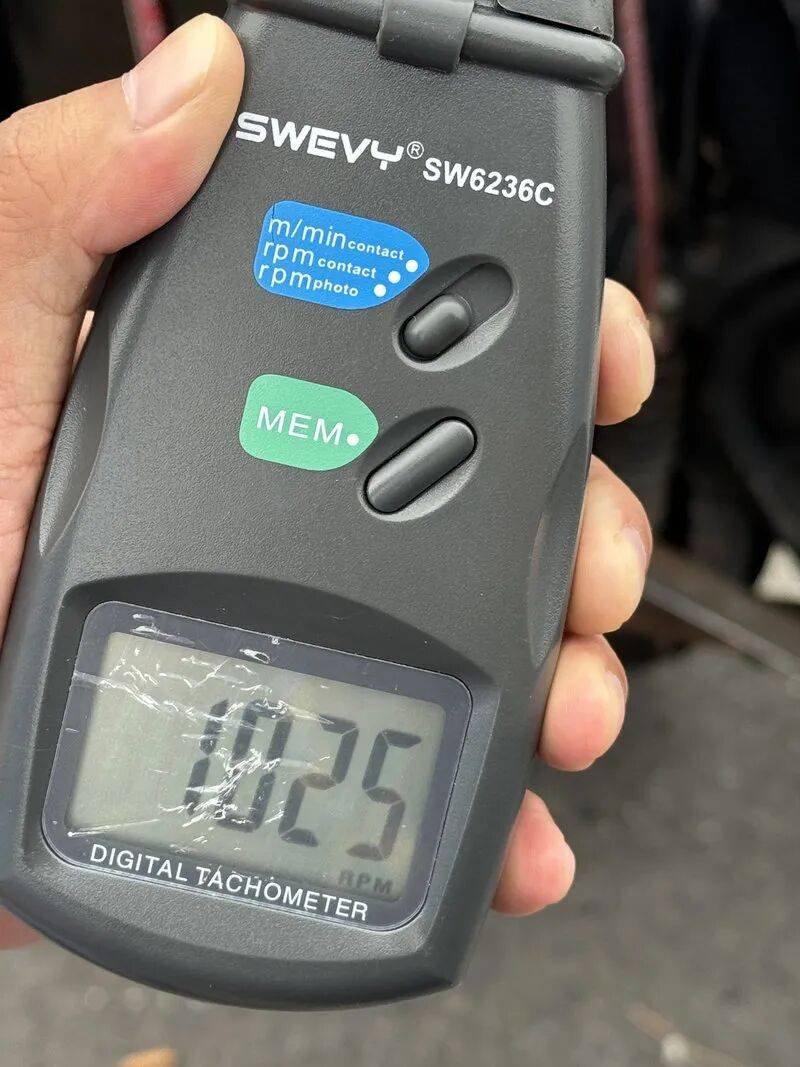 SWEVY® SW6236C
m/min contact
rpm contact
rpm photo
MEM
1025
RPM
DIGITAL TACHOMETER